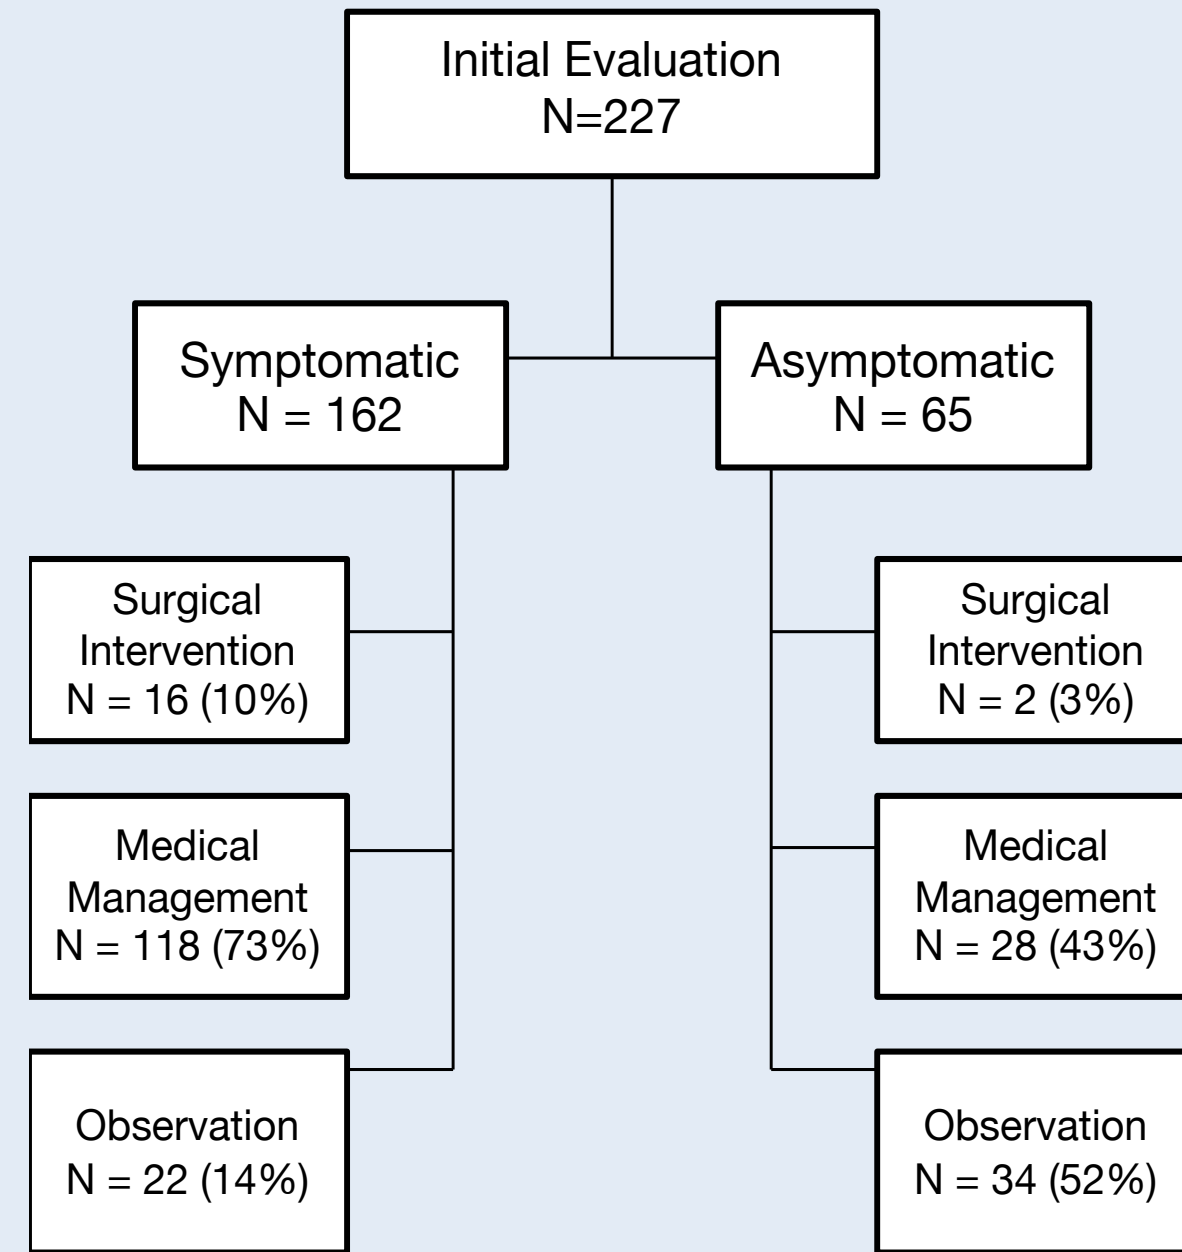 Initial Evaluation
N=227
Symptomatic
N = 162
Asymptomatic
N = 65
Surgical
Intervention
N = 16 (10%)
Surgical
Intervention
N = 2 (3%)
Medical
Management
N = 118 (73%)
Medical
Management
N = 28 (43%)
Observation
N = 22 (14%)
Observation
N = 34 (52%)